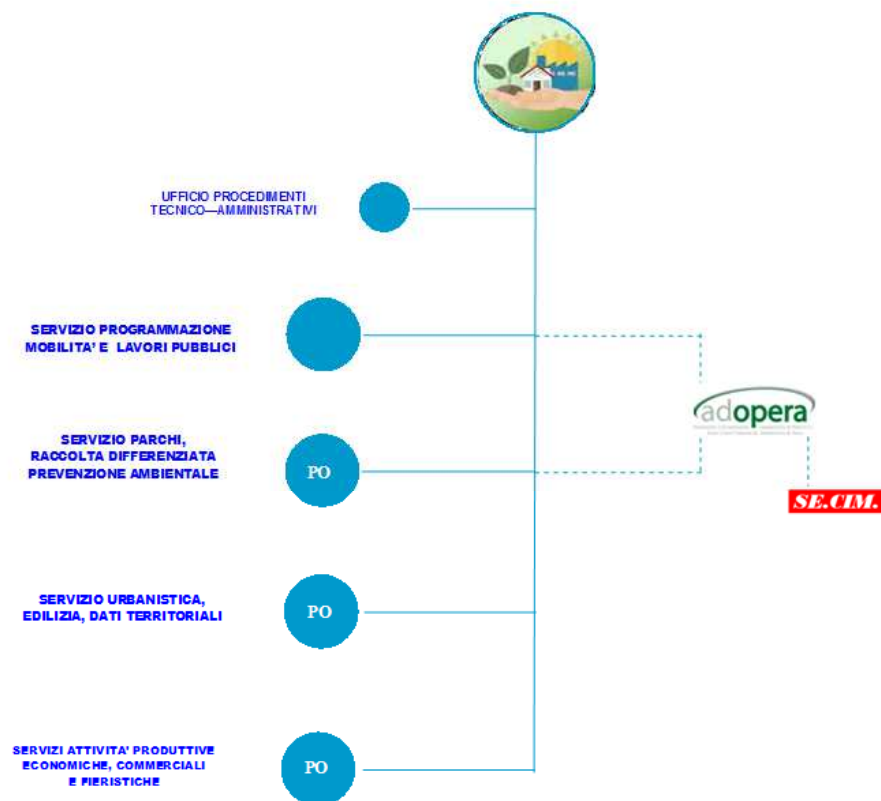 UFFICIO PROCEDIMENTI
TECNICO—AMMINISTRATIVI
SERVIZIO PROGRAMMAZIONE
MOBILITA' E LAVORI PUBBLICI
adopera
SERVIZIO PARCHI,
RACCOLTA DIFFERENZIATA
PREVENZIONE AMBIENTALE
PO
SE.CIM.
SERVIZIO URBANISTICA,
EDILIZIA, DATI TERRITORIALI
PO
SERVIZI ATTIVITA' PRODUTTIVE
ECONOMICHE, COMMERCIALI
E FIERISTICHE
PO